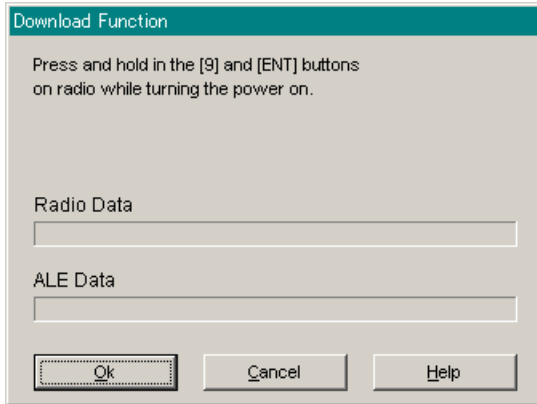 Download Function
Press and hold in the [9] and [ENT] buttons
on radio while turning the power on.
Radio Data
ALE Data
Ok Cancel Help